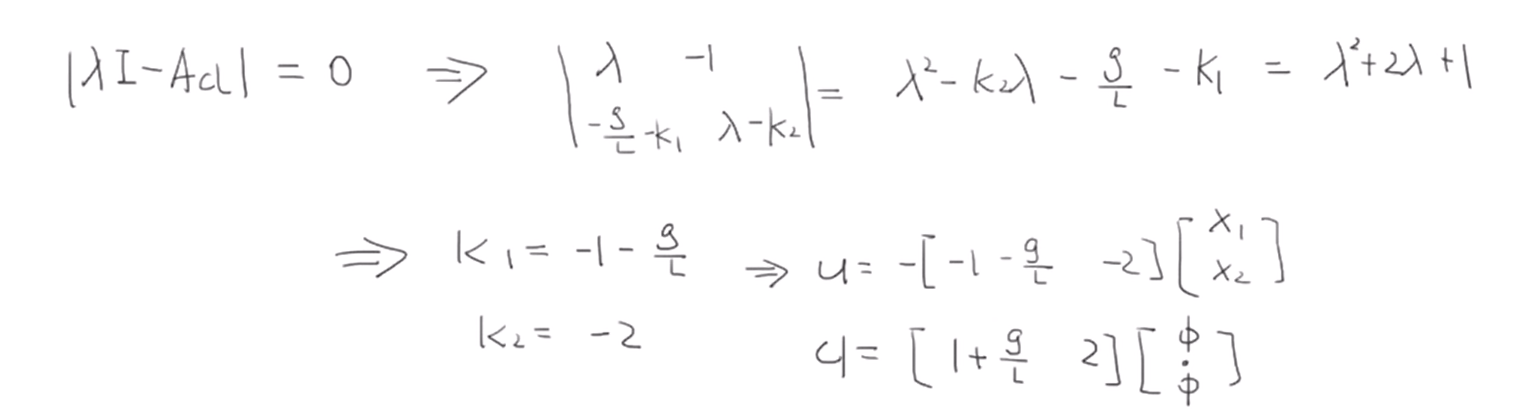 |λI-Acl| = 0 ⇒ |λ -1; -g/L-k₁ λ-k₂| = λ²-k₂λ - g/L - k₁ = λ²+2λ+1
⇒ k₁ = -1 - g/L ⇒ u = -[-1 - g/L -2][x₁; x₂]
k₂ = -2 u = [1 + g/L 2][ϕ; ϕ̇]